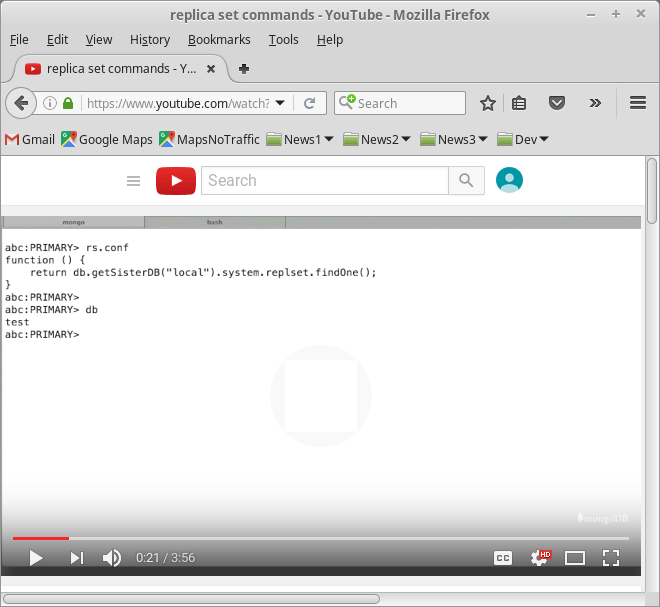 replica set commands - YouTube - Mozilla Firefox
File Edit View History Bookmarks Tools Help
replica set commands - Y...
https://www.youtube.com/watch?
Search
Gmail Google Maps MapsNoTraffic News1 News2 News3 Dev
Search
mongo bash
abc:PRIMARY> rs.conf
function () {
    return db.getSisterDB("local").system.replset.findOne();
}
abc:PRIMARY>
abc:PRIMARY> db
test
abc:PRIMARY>
mongoDB
0:21 / 3:56
CC
HD